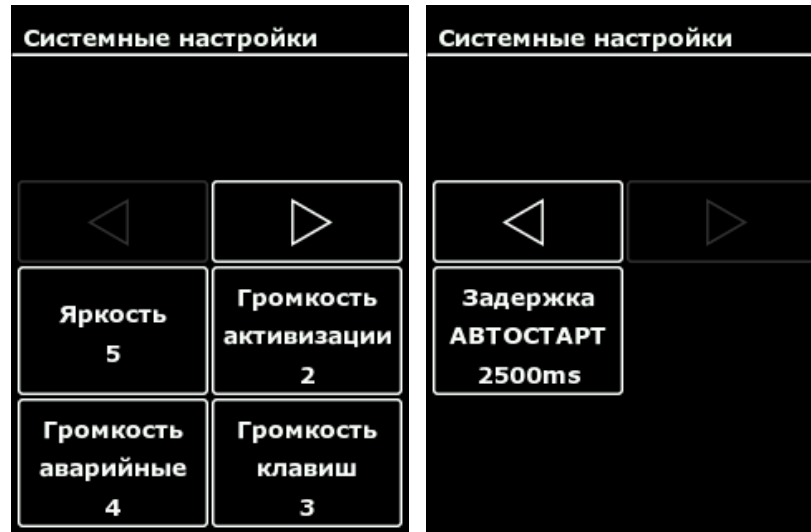 Системные настройки
Яркость
5
Громкость
активизации
2
Громкость
аварийные
4
Громкость
клавиш
3
Системные настройки
Задержка
АВТОСТАРТ
2500ms